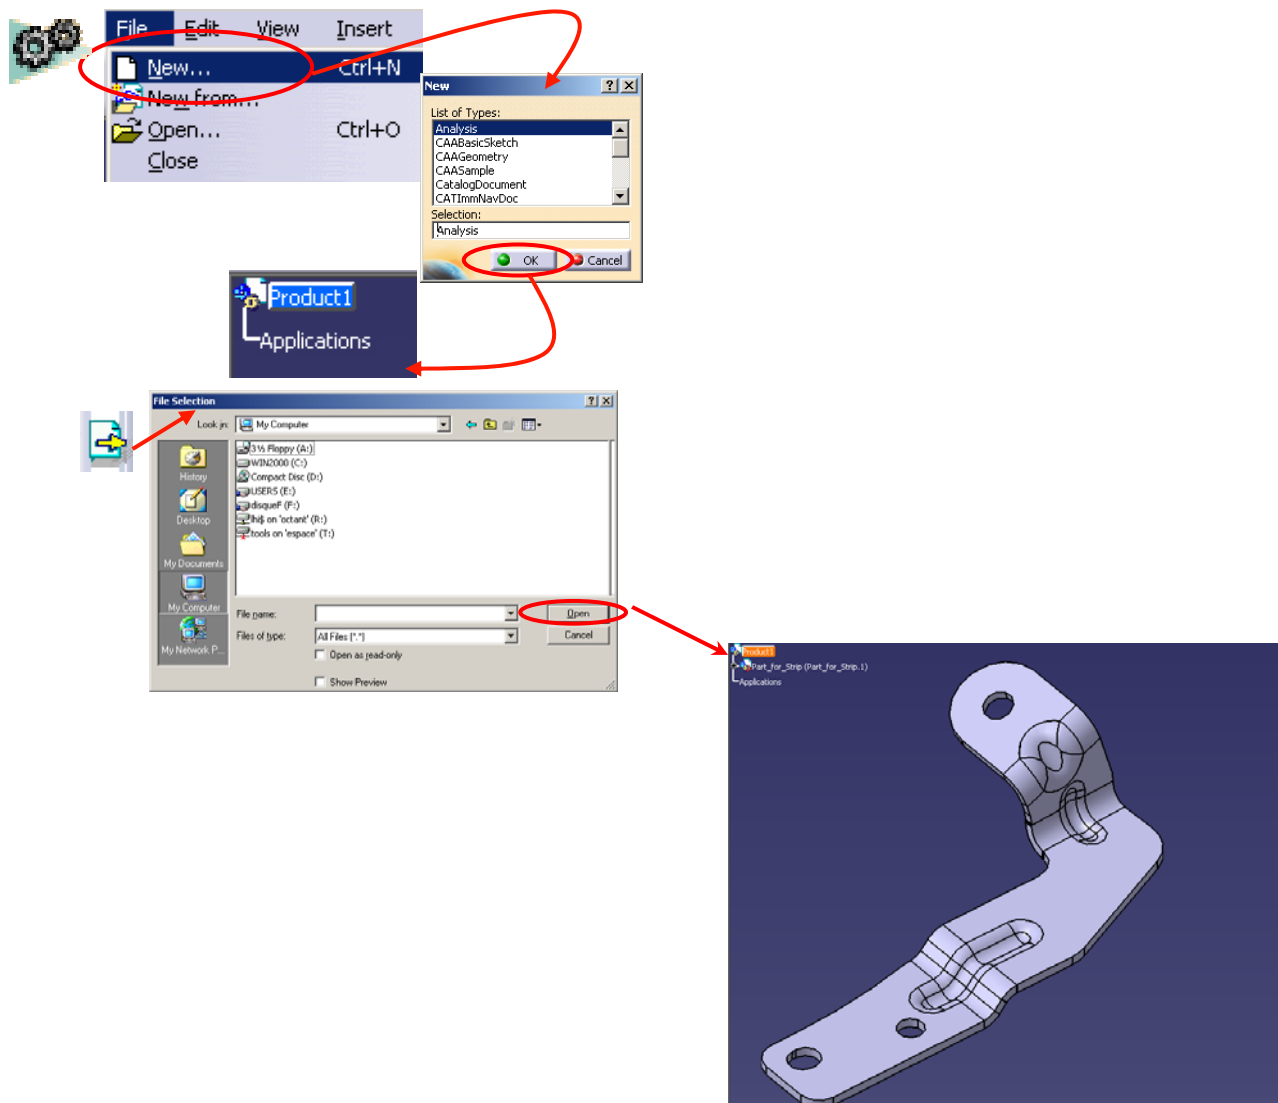 File Edit View Insert
New... Ctrl+N
New from...
Open... Ctrl+O
Close
New
List of Types:
Analysis
CAABasicSketch
CAAGeometry
CAASample
CatalogDocument
CATImmNavDoc
Selection:
Analysis
OK Cancel
Product1
Applications
File Selection
Look in: My Computer
History
Desktop
My Documents
My Computer
My Network P...
3½ Floppy (A:)
WIN2000 (C:)
Compact Disc (D:)
USERS (E:)
disqueF (F:)
lhi$ on 'octant' (R:)
tools on 'espace' (T:)
File name: Open
Files of type: All Files (*.*) Cancel
Open as read-only
Show Preview
Product1
Part_for_Strip (Part_for_Strip.1)
Applications